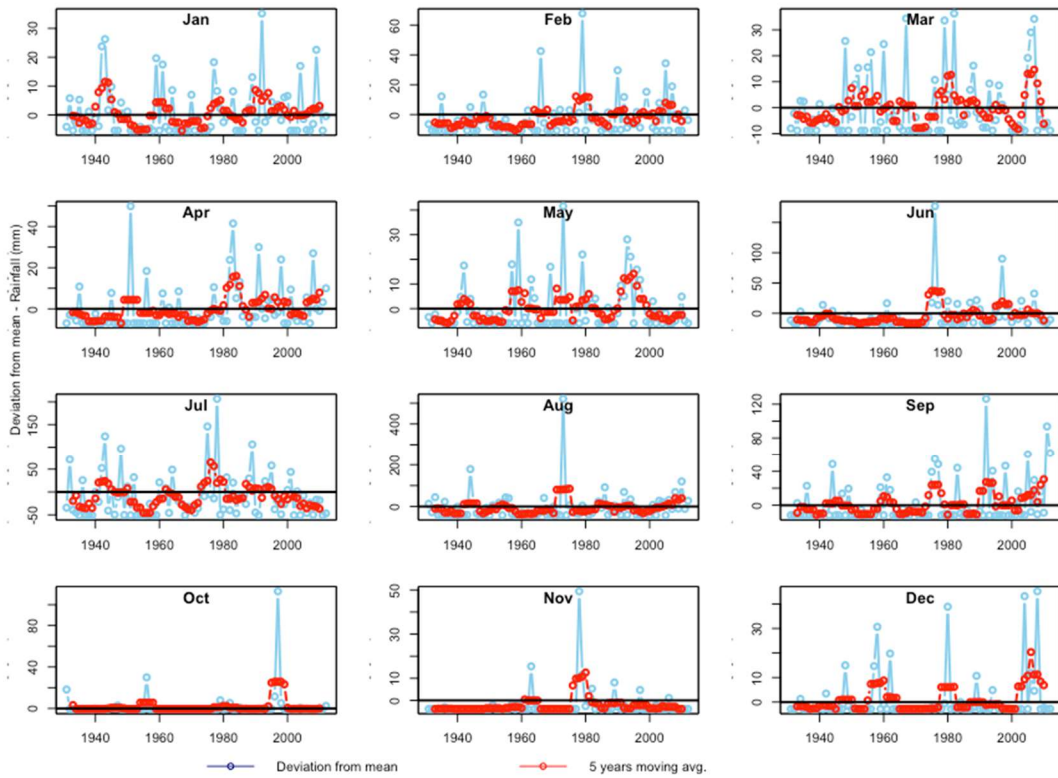 Jan Feb Mar
0 10 20 30
0 20 40 60
-10 0 10 20 30
1940 1960 1980 2000
1940 1960 1980 2000
1940 1960 1980 2000
Deviation from mean - Rainfall (mm)
Apr May Jun
0 20 40
0 10 20 30 40
0 50 100
1940 1960 1980 2000
1940 1960 1980 2000
1940 1960 1980 2000
Jul Aug Sep
-50 50 150
0 200 400
0 40 80 120
1940 1960 1980 2000
1940 1960 1980 2000
1940 1960 1980 2000
Oct Nov Dec
0 40 80
0 10 30 50
0 10 30
1940 1960 1980 2000
1940 1960 1980 2000
1940 1960 1980 2000
Deviation from mean
5 years moving avg.